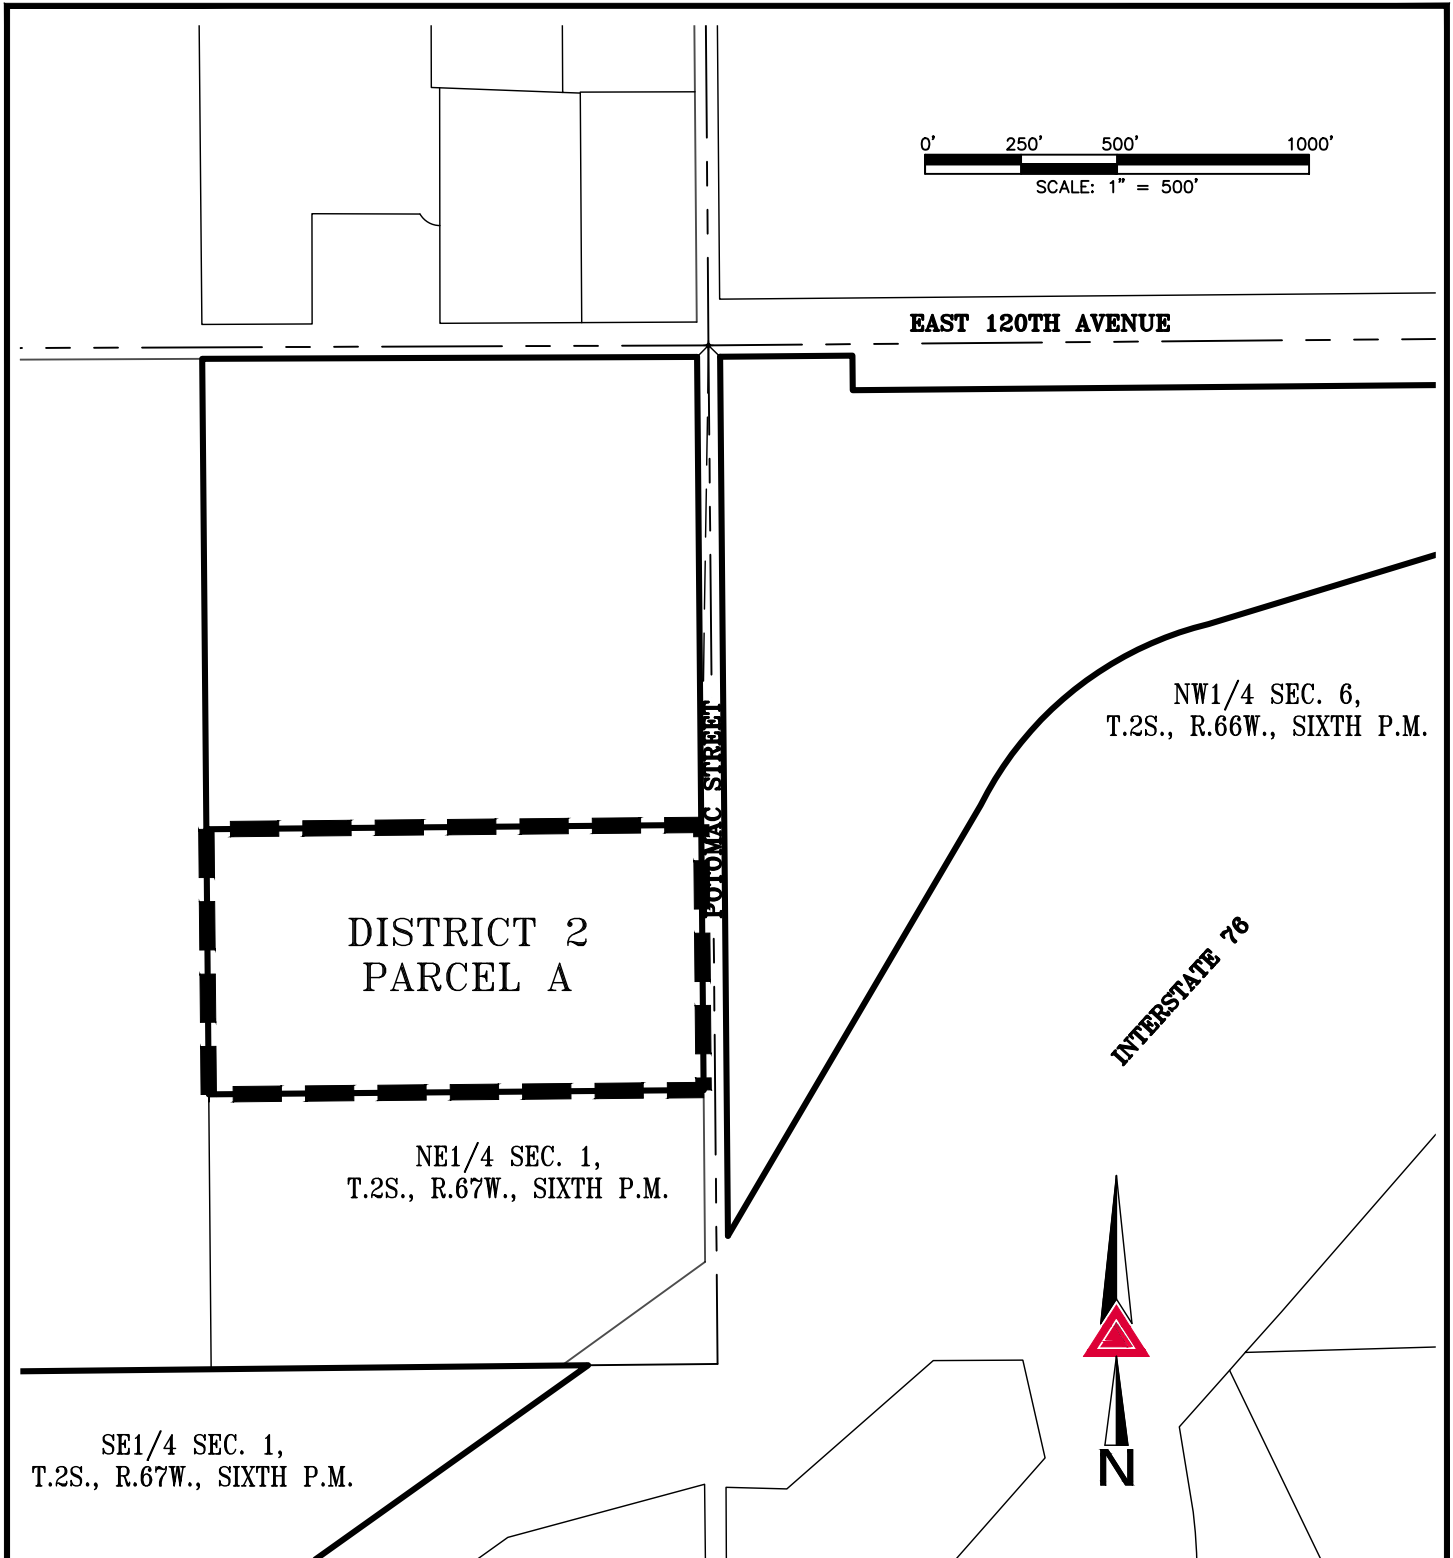 0' 250' 500' 1000'
SCALE: 1" = 500'
EAST 120TH AVENUE
NW1/4 SEC. 6,
T.2S., R.66W., SIXTH P.M.
POTOMAC STREET
DISTRICT 2
PARCEL A
INTERSTATE 76
NE1/4 SEC. 1,
T.2S., R.67W., SIXTH P.M.
SE1/4 SEC. 1,
T.2S., R.67W., SIXTH P.M.
N